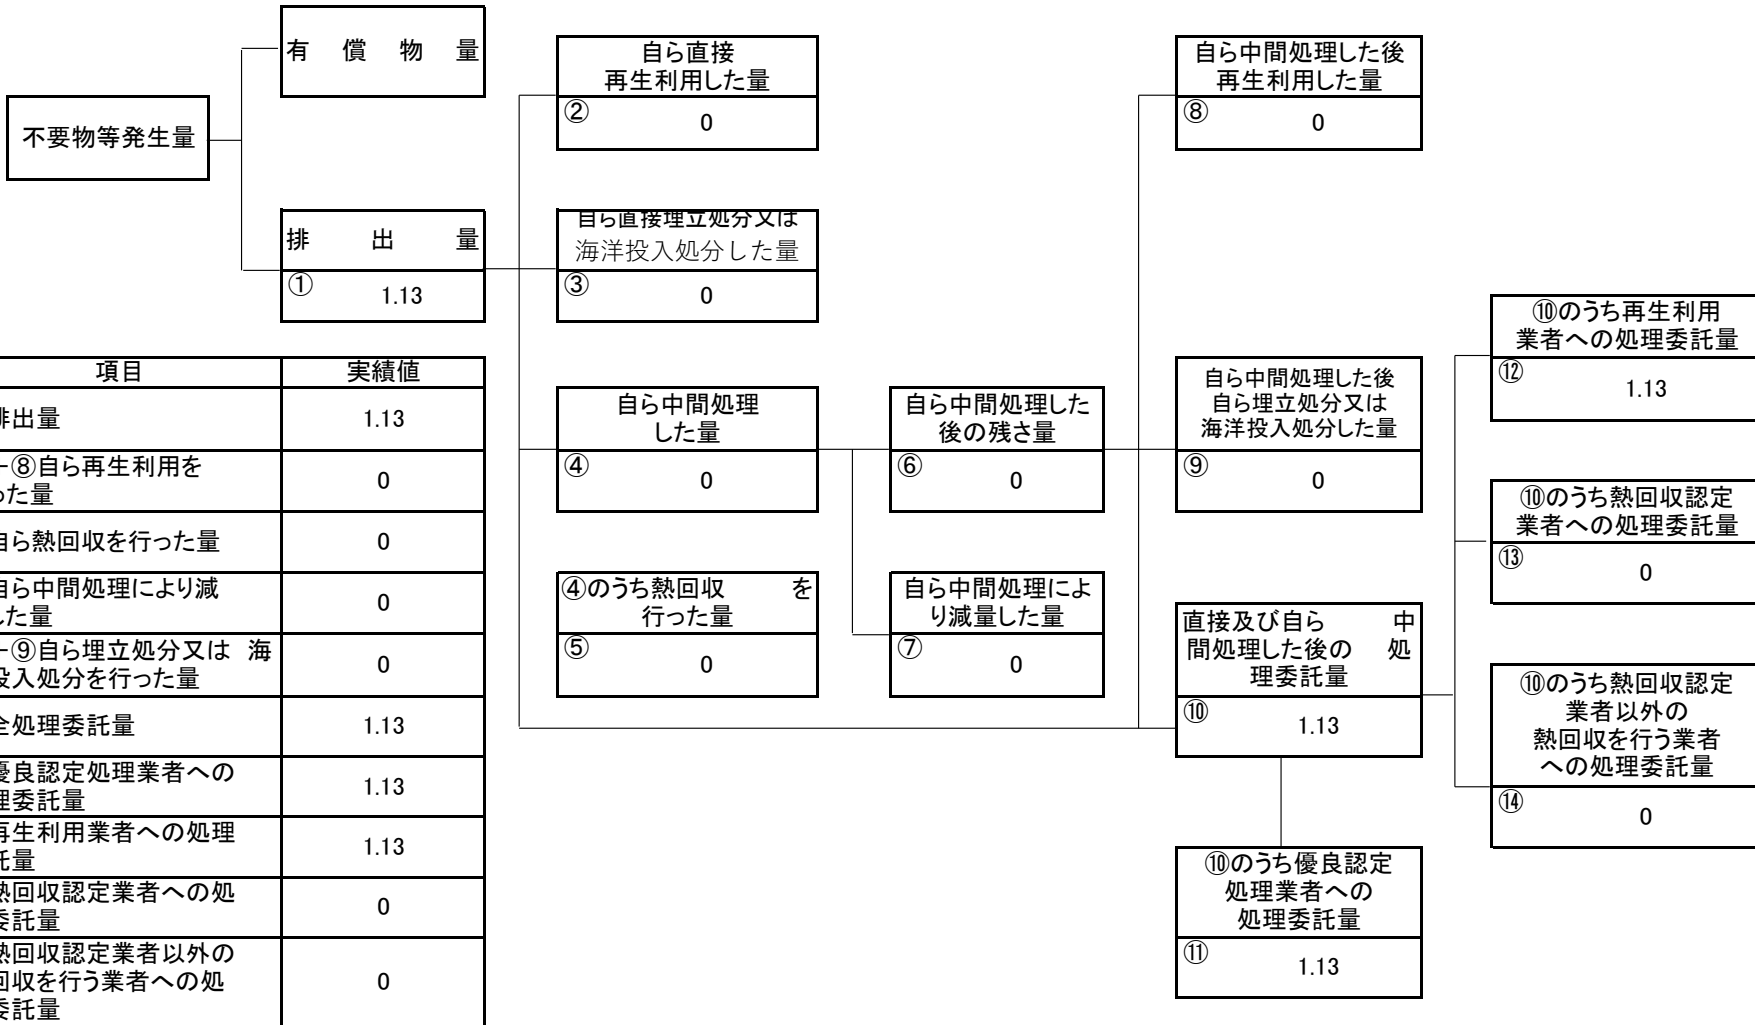 有償物量
不要物等発生量
排出量
① 1.13
自ら直接
再生利用した量
② 0
自ら直接埋立処分又は
海洋投入処分した量
③ 0
自ら中間処理
した量
④ 0
④のうち熱回収 を
行った量
⑤ 0
自ら中間処理した
後の残さ量
⑥ 0
自ら中間処理によ
り減量した量
⑦ 0
自ら中間処理した後
再生利用した量
⑧ 0
自ら中間処理した後
自ら埋立処分又は
海洋投入処分した量
⑨ 0
直接及び自ら 中
間処理した後の 処
理委託量
⑩ 1.13
⑩のうち優良認定
処理業者への
処理委託量
⑪ 1.13
⑩のうち再生利用
業者への処理委託量
⑫ 1.13
⑩のうち熱回収認定
業者への処理委託量
⑬ 0
⑩のうち熱回収認定
業者以外の
熱回収を行う業者
への処理委託量
⑭ 0
項目 実績値
排出量 1.13
⑧自ら再生利用を
った量 0
自ら熱回収を行った量 0
自ら中間処理により減
した量 0
⑨自ら埋立処分又は 海
投入処分を行った量 0
全処理委託量 1.13
優良認定処理業者への
理委託量 1.13
再生利用業者への処理
託量 1.13
熱回収認定業者への処
委託量 0
熱回収認定業者以外の
回収を行う業者への処
委託量 0